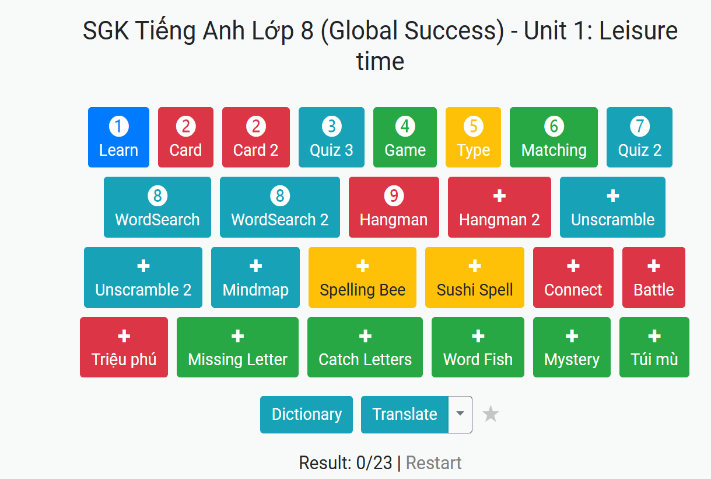 SGK Tiếng Anh Lớp 8 (Global Success) - Unit 1: Leisure
time
1 2 2 3 4 5 6 7
Learn Card Card 2 Quiz 3 Game Type Matching Quiz 2
8 8 9 + +
WordSearch WordSearch 2 Hangman Hangman 2 Unscramble
+ + + + + +
Unscramble 2 Mindmap Spelling Bee Sushi Spell Connect Battle
+ + + + + +
Triệu phú Missing Letter Catch Letters Word Fish Mystery Túi mù
Dictionary Translate
Result: 0/23 | Restart